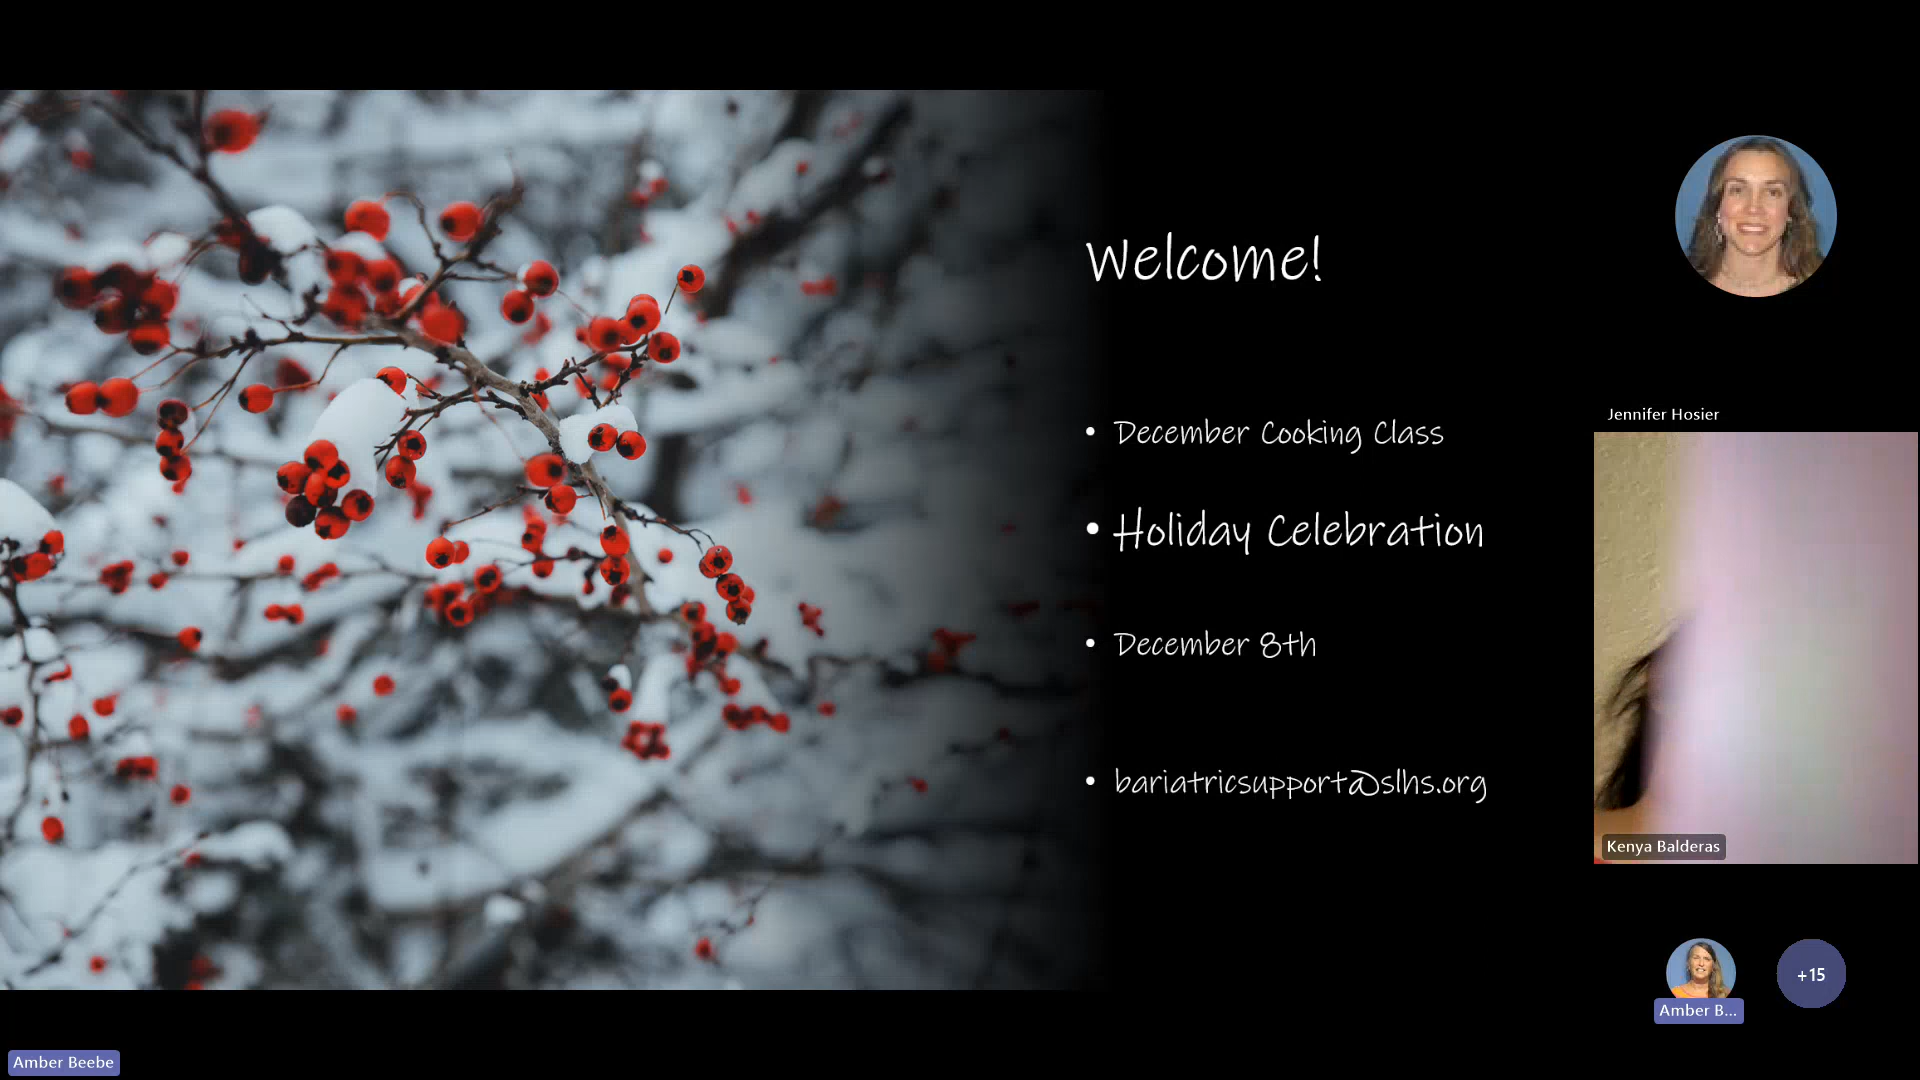 Welcome!
December Cooking Class
Holiday Celebration
December 8th
bariatricsupport@slhs.org
Jennifer Hosier
Kenya Balderas
Amber B...
+15
Amber Beebe